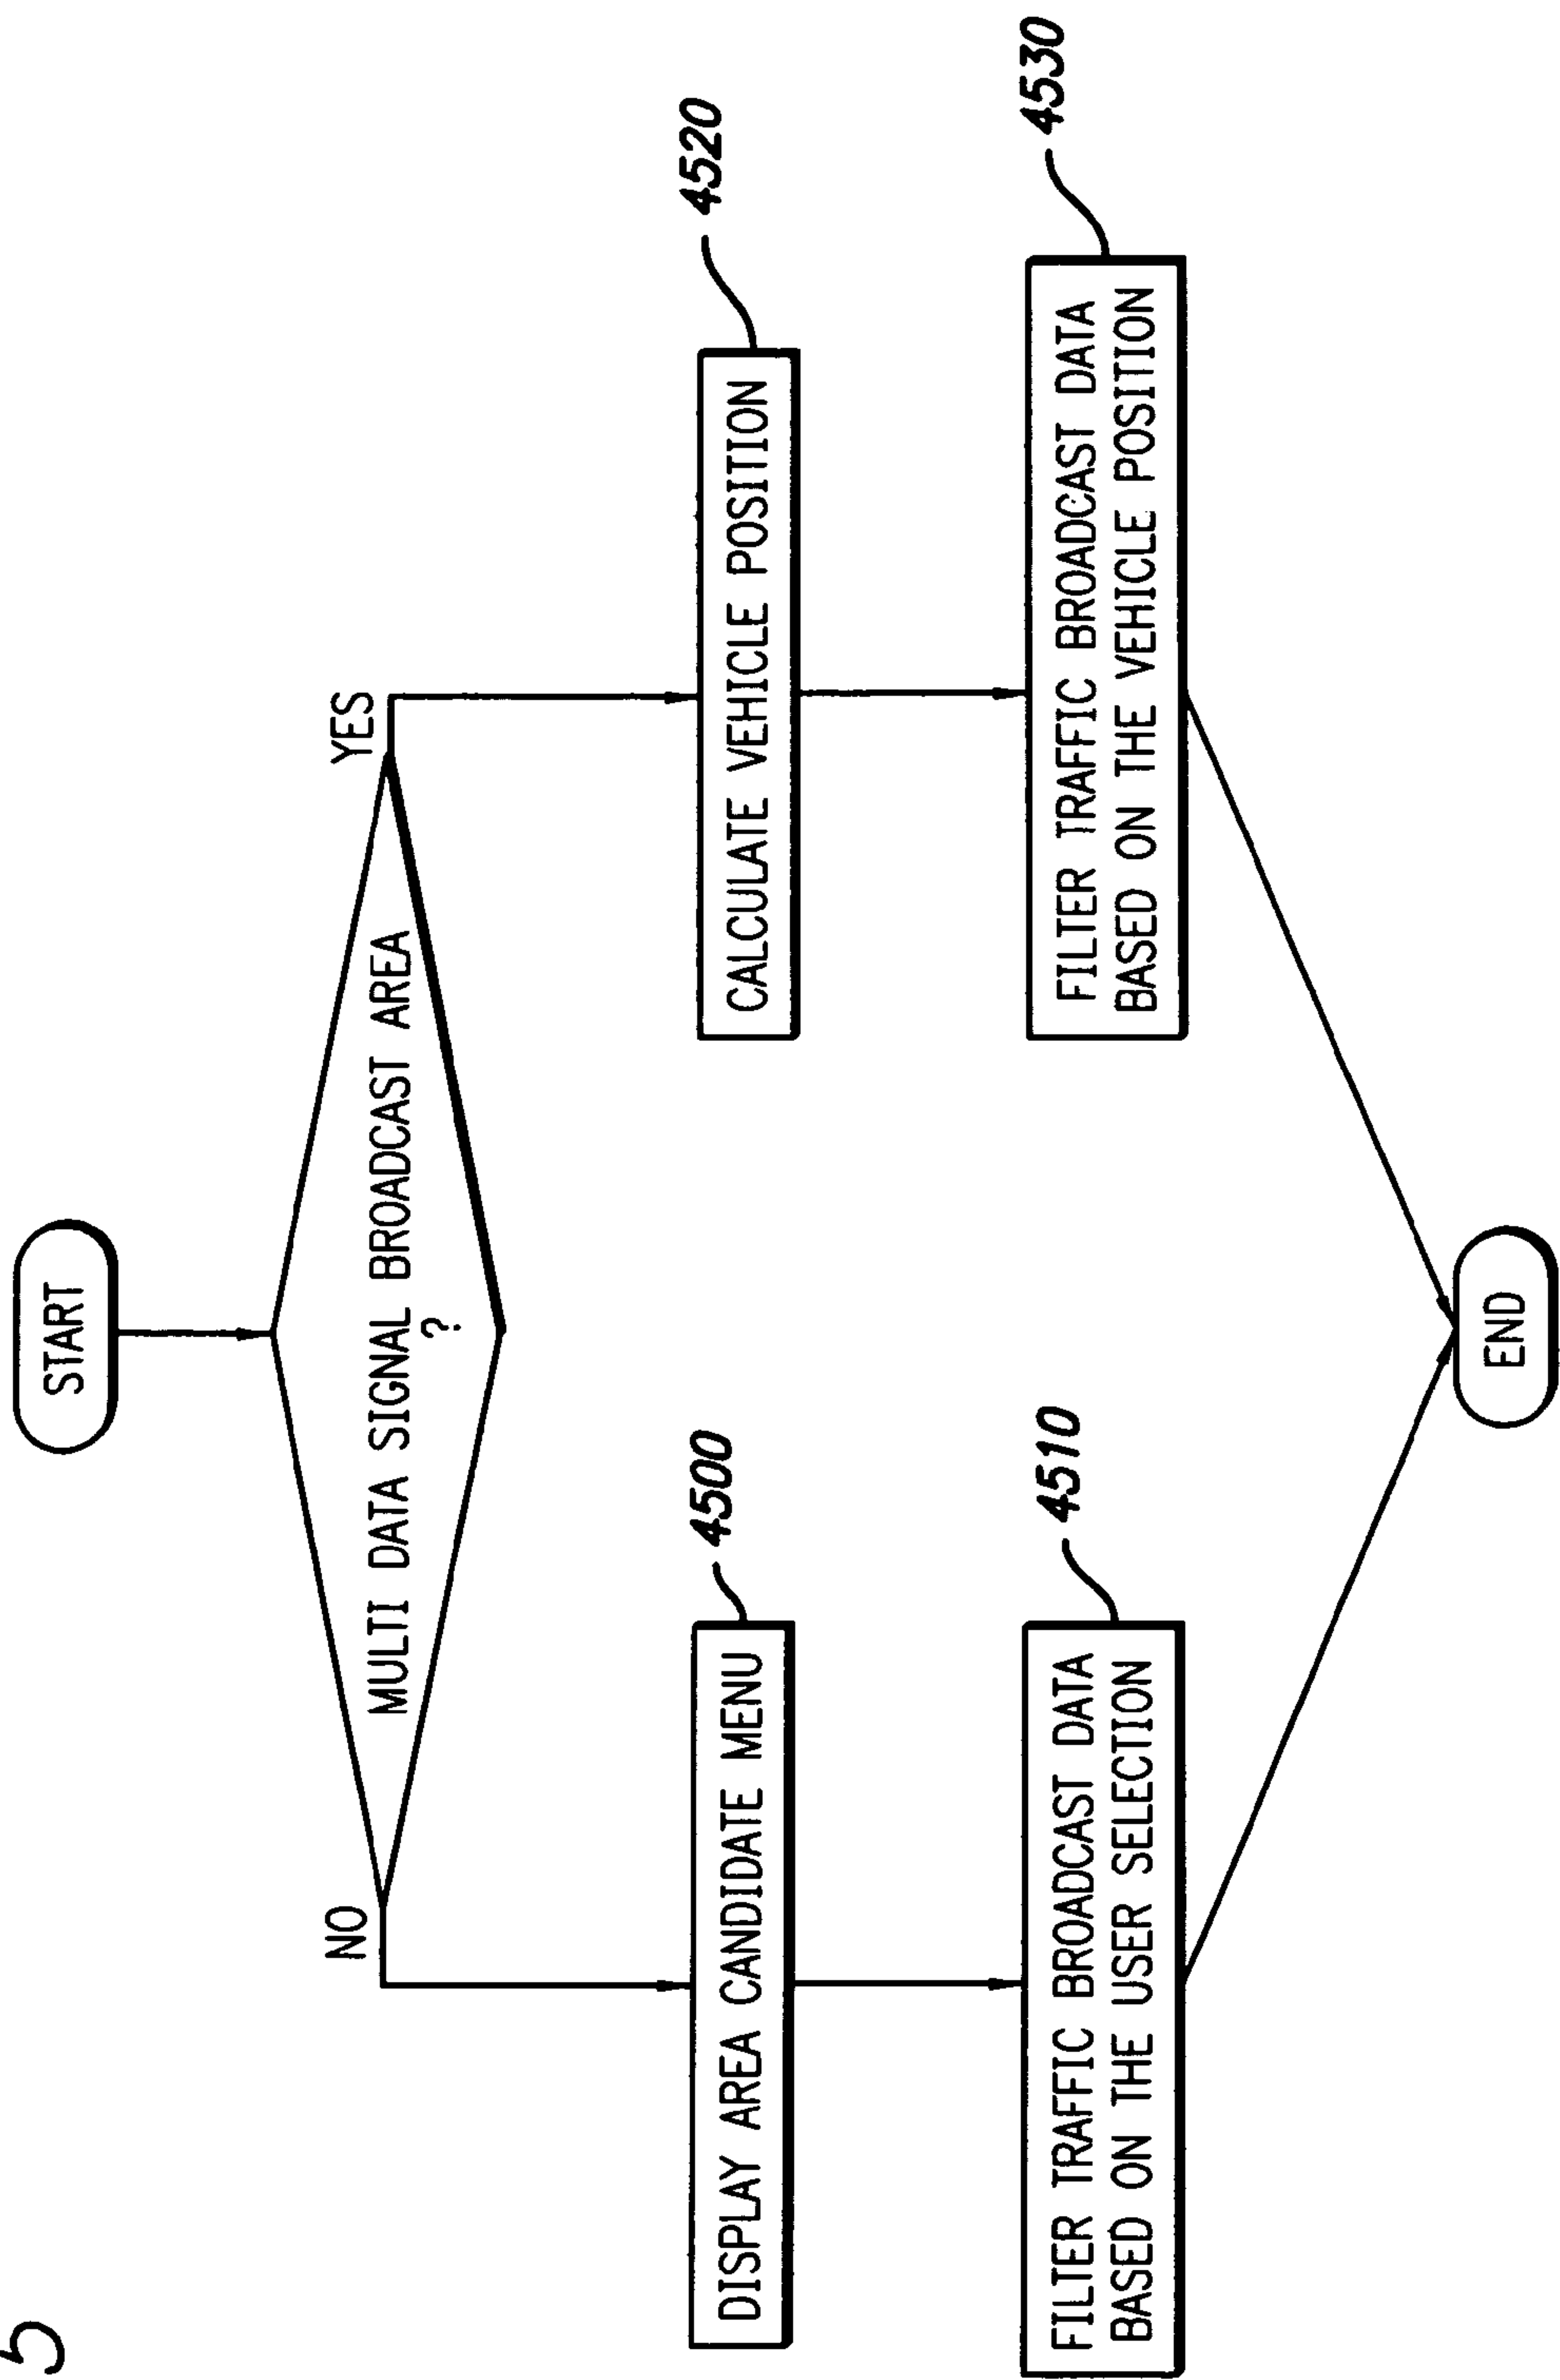 START
MULTI DATA SIGNAL BROADCAST AREA
?
NO
YES
DISPLAY AREA CANDIDATE MENU
4500
CALCULATE VEHICLE POSITION
4520
FILTER TRAFFIC BROADCAST DATA
BASED ON THE USER SELECTION
4510
FILTER TRAFFIC BROADCAST DATA
BASED ON THE VEHICLE POSITION
4530
END